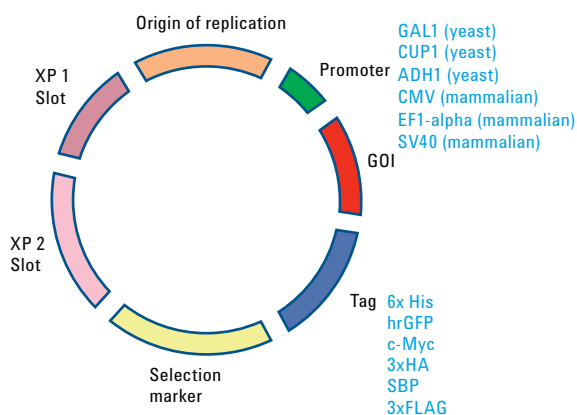 Origin of replication
XP 1
Slot
Promoter
GAL1 (yeast)
CUP1 (yeast)
ADH1 (yeast)
CMV (mammalian)
EF1-alpha (mammalian)
SV40 (mammalian)
GOI
XP 2
Slot
Tag
6x His
hrGFP
c-Myc
3xHA
SBP
3xFLAG
Selection
marker